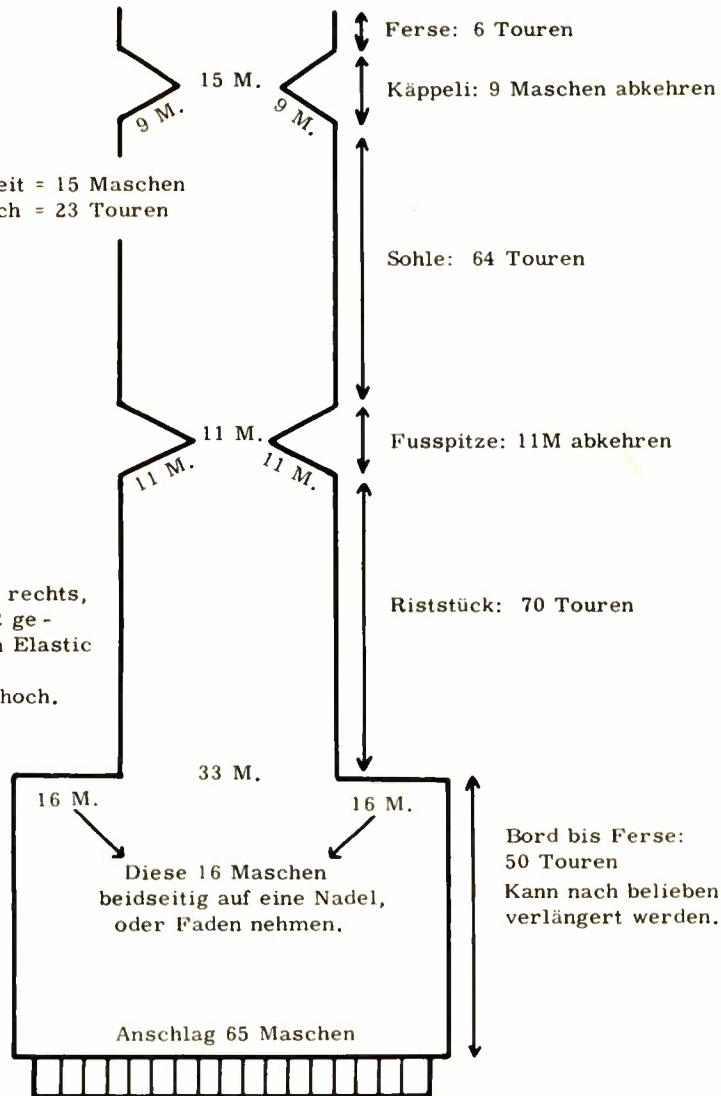 Ferse: 6 Touren
15 M.
Käppeli: 9 Maschen abkehren
9 M.
9 M.
eit = 15 Maschen
ch = 23 Touren
Sohle: 64 Touren
11 M.
Fusspitze: 11M abkehren
11 M.
11 M.
rechts,
ge-
Elastic
hoch.
Riststück: 70 Touren
33 M.
16 M.
16 M.
Diese 16 Maschen
beidseitig auf eine Nadel,
oder Faden nehmen.
Bord bis Ferse:
50 Touren
Kann nach belieben
verlängert werden.
Anschlag 65 Maschen